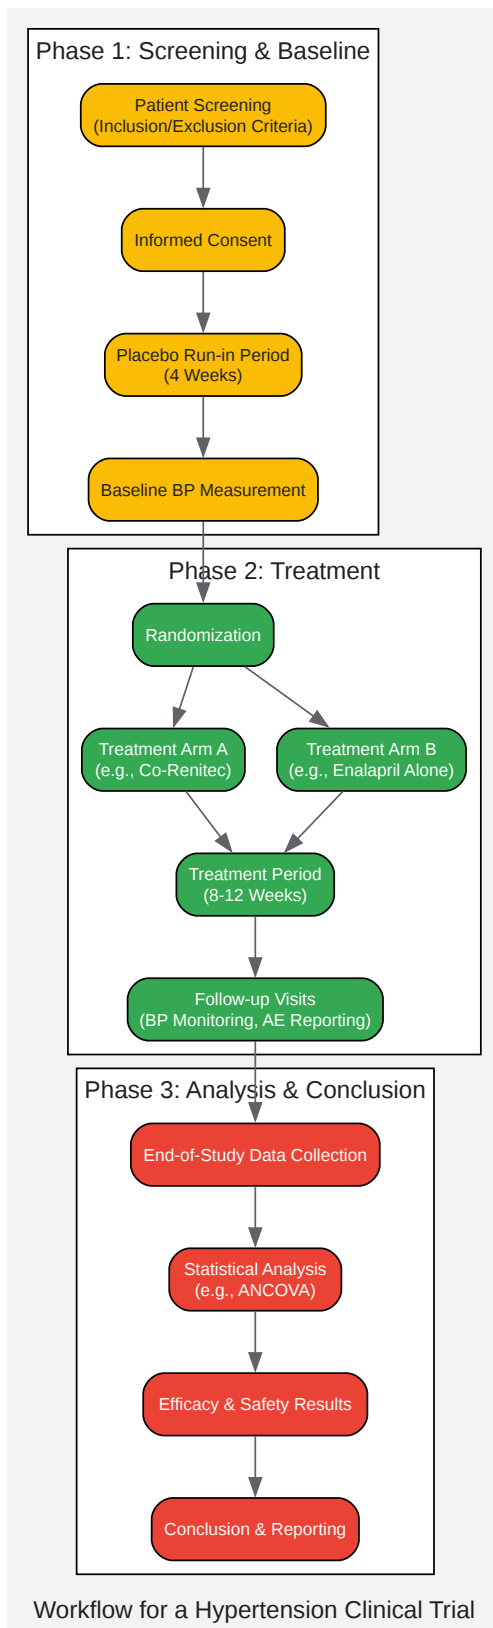 Phase 1: Screening & Baseline
Patient Screening
(Inclusion/Exclusion Criteria)
Informed Consent
Placebo Run-in Period
(4 Weeks)
Baseline BP Measurement
Phase 2: Treatment
Randomization
Treatment Arm A
(e.g., Co-Renitec)
Treatment Arm B
(e.g., Enalapril Alone)
Treatment Period
(8-12 Weeks)
Follow-up Visits
(BP Monitoring, AE Reporting)
Phase 3: Analysis & Conclusion
End-of-Study Data Collection
Statistical Analysis
(e.g., ANCOVA)
Efficacy & Safety Results
Conclusion & Reporting
Workflow for a Hypertension Clinical Trial